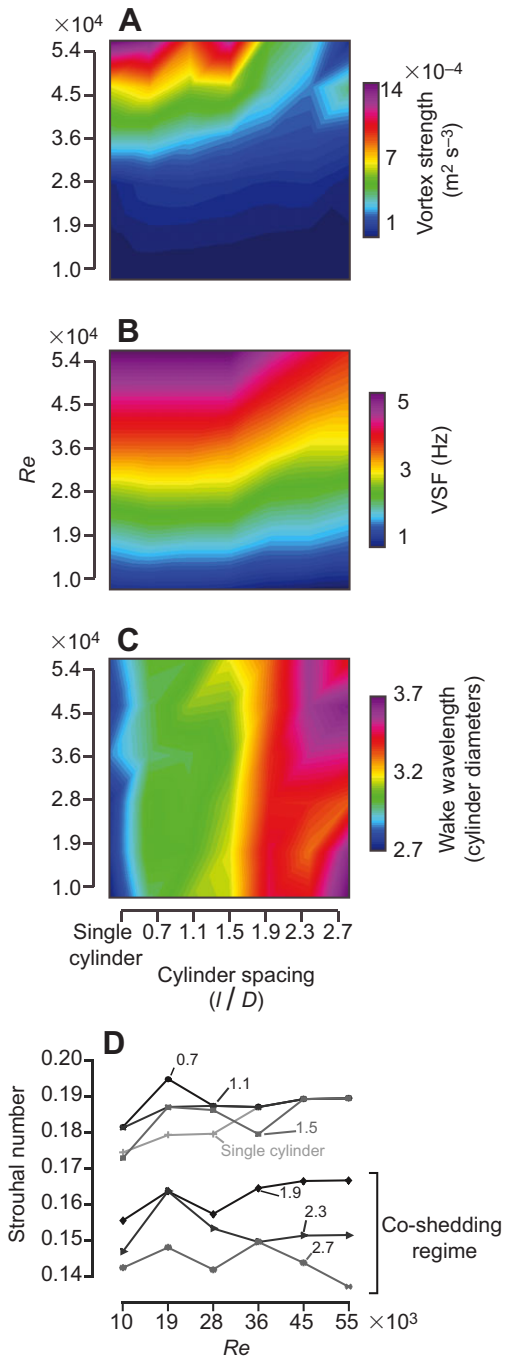 A
×10⁴
5.4
4.5
3.6
2.8
1.9
1.0
×10⁻⁴
14
7
1
Vortex strength
(m² s⁻³)
B
×10⁴
5.4
4.5
3.6
2.8
1.9
1.0
Re
5
3
1
VSF (Hz)
C
×10⁴
5.4
4.5
3.6
2.8
1.9
1.0
3.7
3.2
2.7
Wake wavelength
(cylinder diameters)
Single 0.7 1.1 1.5 1.9 2.3 2.7
cylinder
Cylinder spacing
(l / D)
D
0.20
0.19
0.18
0.17
0.16
0.15
0.14
Strouhal number
0.7
1.1
1.5
Single cylinder
1.9
2.3
2.7
Co-shedding
regime
10 19 28 36 45 55 ×10³
Re